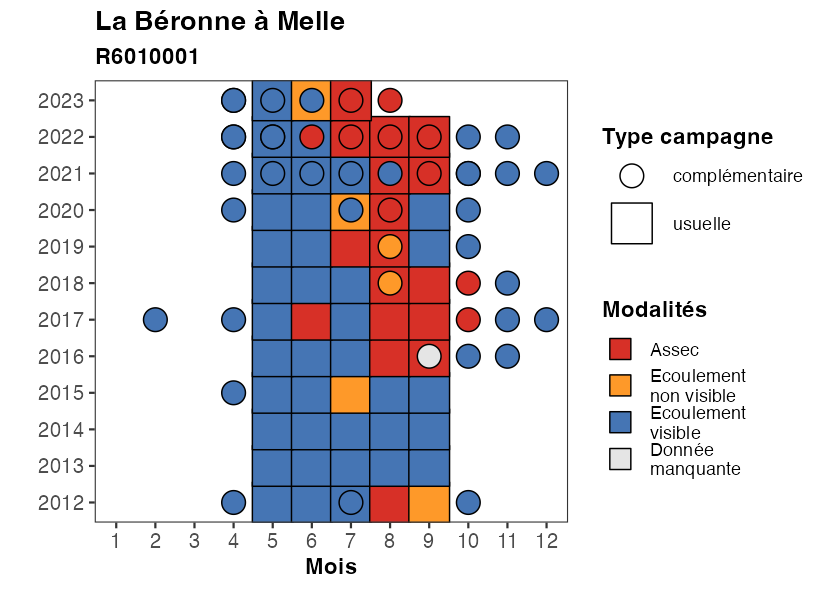 La Béronne à Melle
R6010001
2023
2022
2021
2020
2019
2018
2017
2016
2015
2014
2013
2012
1 2 3 4 5 6 7 8 9 10 11 12
Mois
Type campagne
complémentaire
usuelle
Modalités
Assec
Ecoulement
non visible
Ecoulement
visible
Donnée
manquante